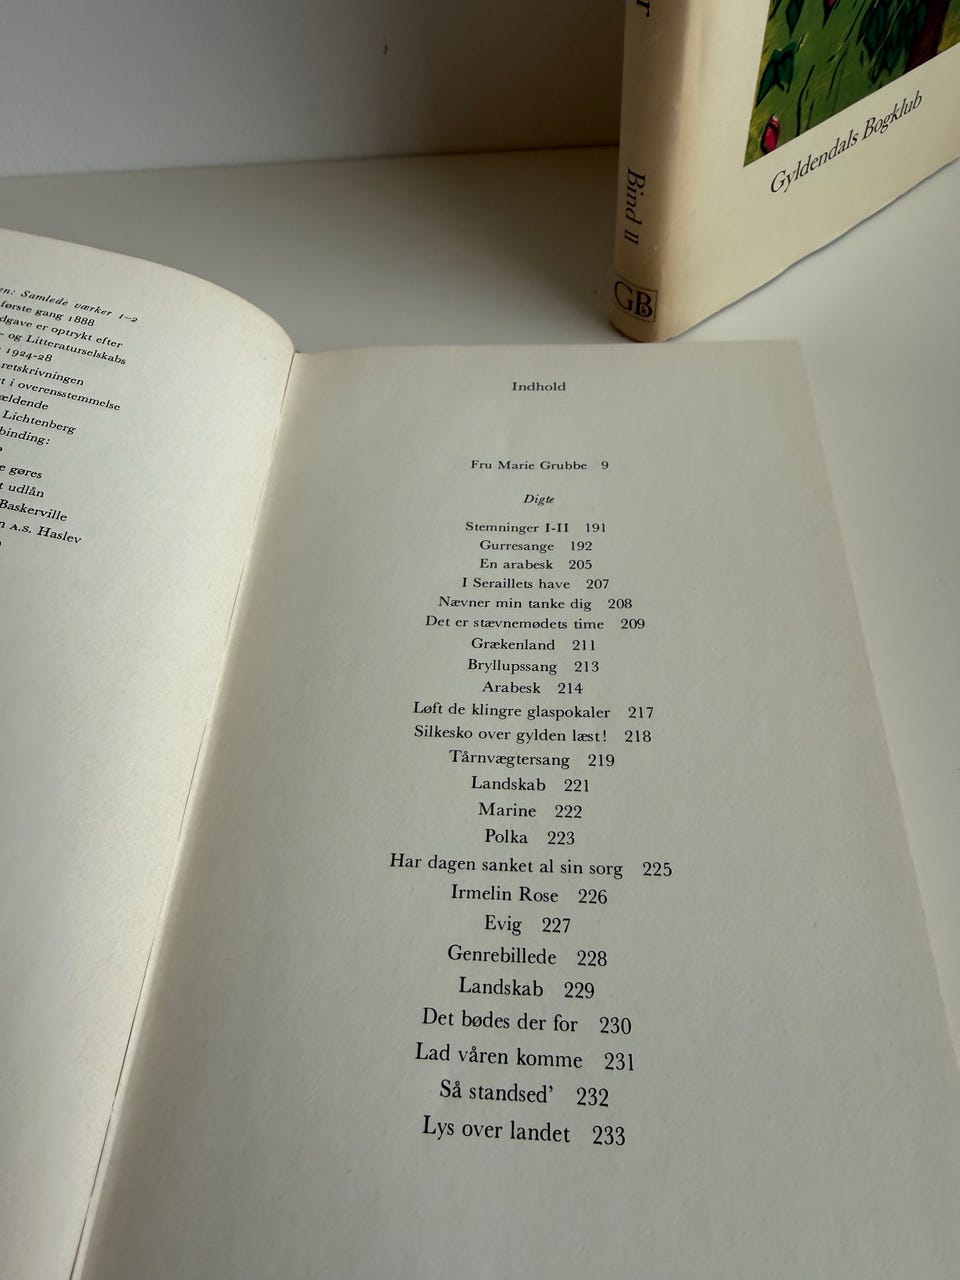 Bind II
GB
Gyldendals Bogklub
Samlede værker 1–2
første gang 1888
er optrykt efter
og Litteraturselskabs
1924-28
retskrivningen
i overensstemmelse
Lichtenberg
gøres
udlån
Baskerville
A.S. Haslev
Indhold
Fru Marie Grubbe 9
Digte
Stemninger I-II 191
Gurresange 192
En arabesk 205
I Seraillets have 207
Nævner min tanke dig 208
Det er stævnemødets time 209
Grækenland 211
Bryllupssang 213
Arabesk 214
Løft de klingre glaspokaler 217
Silkesko over gylden læst! 218
Tårnvægtersang 219
Landskab 221
Marine 222
Polka 223
Har dagen sanket al sin sorg 225
Irmelin Rose 226
Evig 227
Genrebillede 228
Landskab 229
Det bødes der for 230
Lad våren komme 231
Så standsed' 232
Lys over landet 233